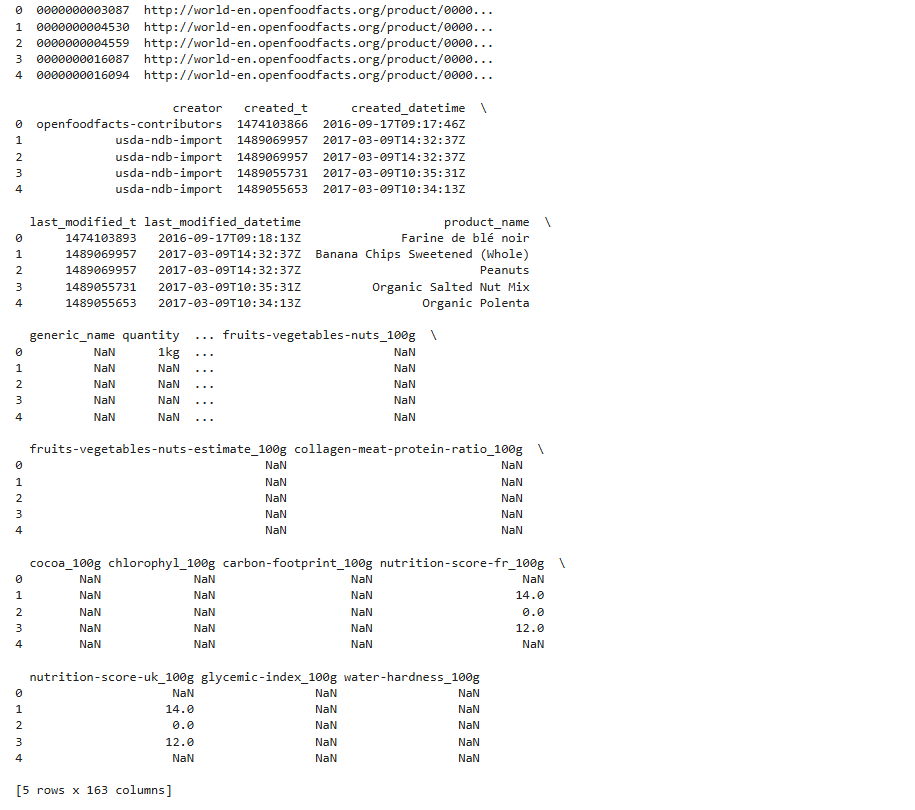 0  0000000003087  http://world-en.openfoodfacts.org/product/0000...
1  0000000004530  http://world-en.openfoodfacts.org/product/0000...
2  0000000004559  http://world-en.openfoodfacts.org/product/0000...
3  0000000016087  http://world-en.openfoodfacts.org/product/0000...
4  0000000016094  http://world-en.openfoodfacts.org/product/0000...
creator   created_t      created_datetime  \
0  openfoodfacts-contributors  1474103866  2016-09-17T09:17:46Z
1             usda-ndb-import  1489069957  2017-03-09T14:32:37Z
2             usda-ndb-import  1489069957  2017-03-09T14:32:37Z
3             usda-ndb-import  1489055731  2017-03-09T10:35:31Z
4             usda-ndb-import  1489055653  2017-03-09T10:34:13Z
last_modified_t last_modified_datetime                    product_name  \
0      1474103893   2016-09-17T09:18:13Z              Farine de blé noir
1      1489069957   2017-03-09T14:32:37Z  Banana Chips Sweetened (Whole)
2      1489069957   2017-03-09T14:32:37Z                         Peanuts
3      1489055731   2017-03-09T10:35:31Z          Organic Salted Nut Mix
4      1489055653   2017-03-09T10:34:13Z                 Organic Polenta
generic_name quantity  ... fruits-vegetables-nuts_100g  \
0          NaN      1kg  ...                         NaN
1          NaN      NaN  ...                         NaN
2          NaN      NaN  ...                         NaN
3          NaN      NaN  ...                         NaN
4          NaN      NaN  ...                         NaN
fruits-vegetables-nuts-estimate_100g collagen-meat-protein-ratio_100g  \
0                                  NaN                              NaN
1                                  NaN                              NaN
2                                  NaN                              NaN
3                                  NaN                              NaN
4                                  NaN                              NaN
cocoa_100g chlorophyl_100g carbon-footprint_100g nutrition-score-fr_100g  \
0        NaN             NaN                   NaN                     NaN
1        NaN             NaN                   NaN                    14.0
2        NaN             NaN                   NaN                     0.0
3        NaN             NaN                   NaN                    12.0
4        NaN             NaN                   NaN                     NaN
nutrition-score-uk_100g glycemic-index_100g water-hardness_100g
0                     NaN                 NaN                 NaN
1                    14.0                 NaN                 NaN
2                     0.0                 NaN                 NaN
3                    12.0                 NaN                 NaN
4                     NaN                 NaN                 NaN
[5 rows x 163 columns]